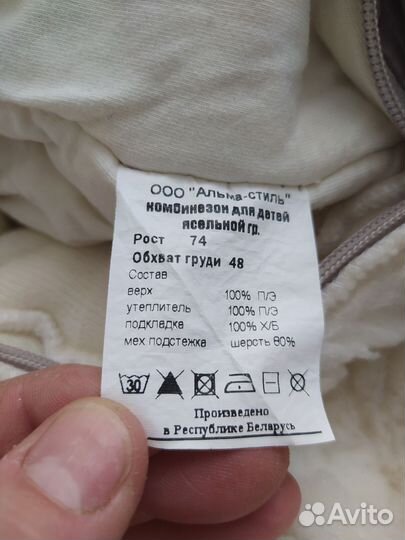 ООО "Альма-стиль"
комбинезон для детей
ясельной гр.
Рост 74
Обхват груди 48
Состав
верх 100% П/Э
утеплитель 100% П/Э
подкладка 100% Х/Б
мех.подстежка шерсть 80%
30
Произведено
в Республике Беларусь
Avito